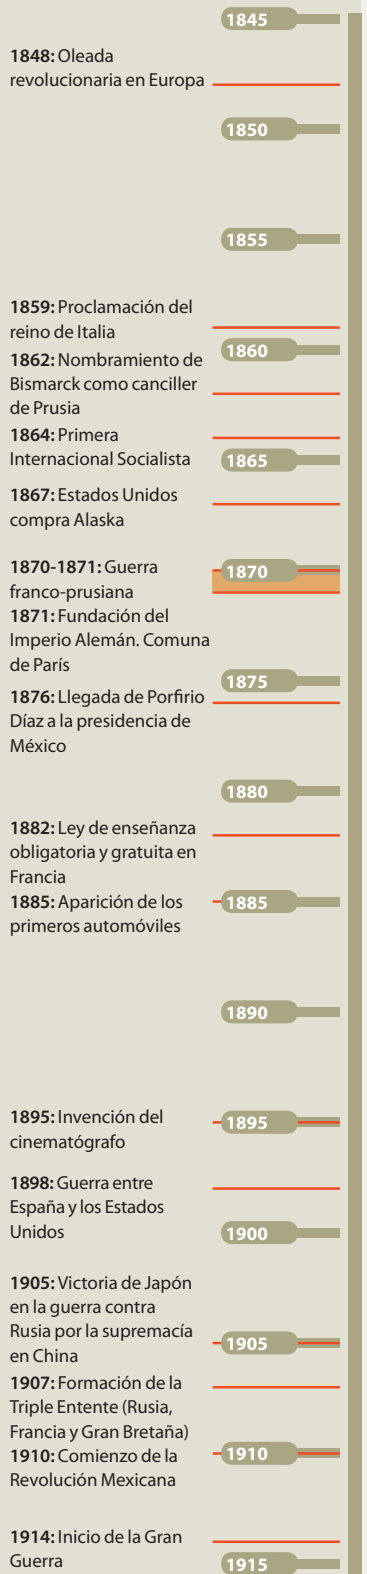 1845
1848: Oleada
revolucionaria en Europa
1850
1855
1859: Proclamación del
reino de Italia
1860
1862: Nombramiento de
Bismarck como canciller
de Prusia
1864: Primera
Internacional Socialista
1865
1867: Estados Unidos
compra Alaska
1870-1871: Guerra
franco-prusiana
1870
1871: Fundación del
Imperio Alemán. Comuna
de París
1875
1876: Llegada de Porfirio
Díaz a la presidencia de
México
1880
1882: Ley de enseñanza
obligatoria y gratuita en
Francia
1885: Aparición de los
primeros automóviles
1885
1890
1895: Invención del
cinematógrafo
1895
1898: Guerra entre
España y los Estados
Unidos
1900
1905: Victoria de Japón
en la guerra contra
Rusia por la supremacía
en China
1905
1907: Formación de la
Triple Entente (Rusia,
Francia y Gran Bretaña)
1910: Comienzo de la
Revolución Mexicana
1910
1914: Inicio de la Gran
Guerra
1915